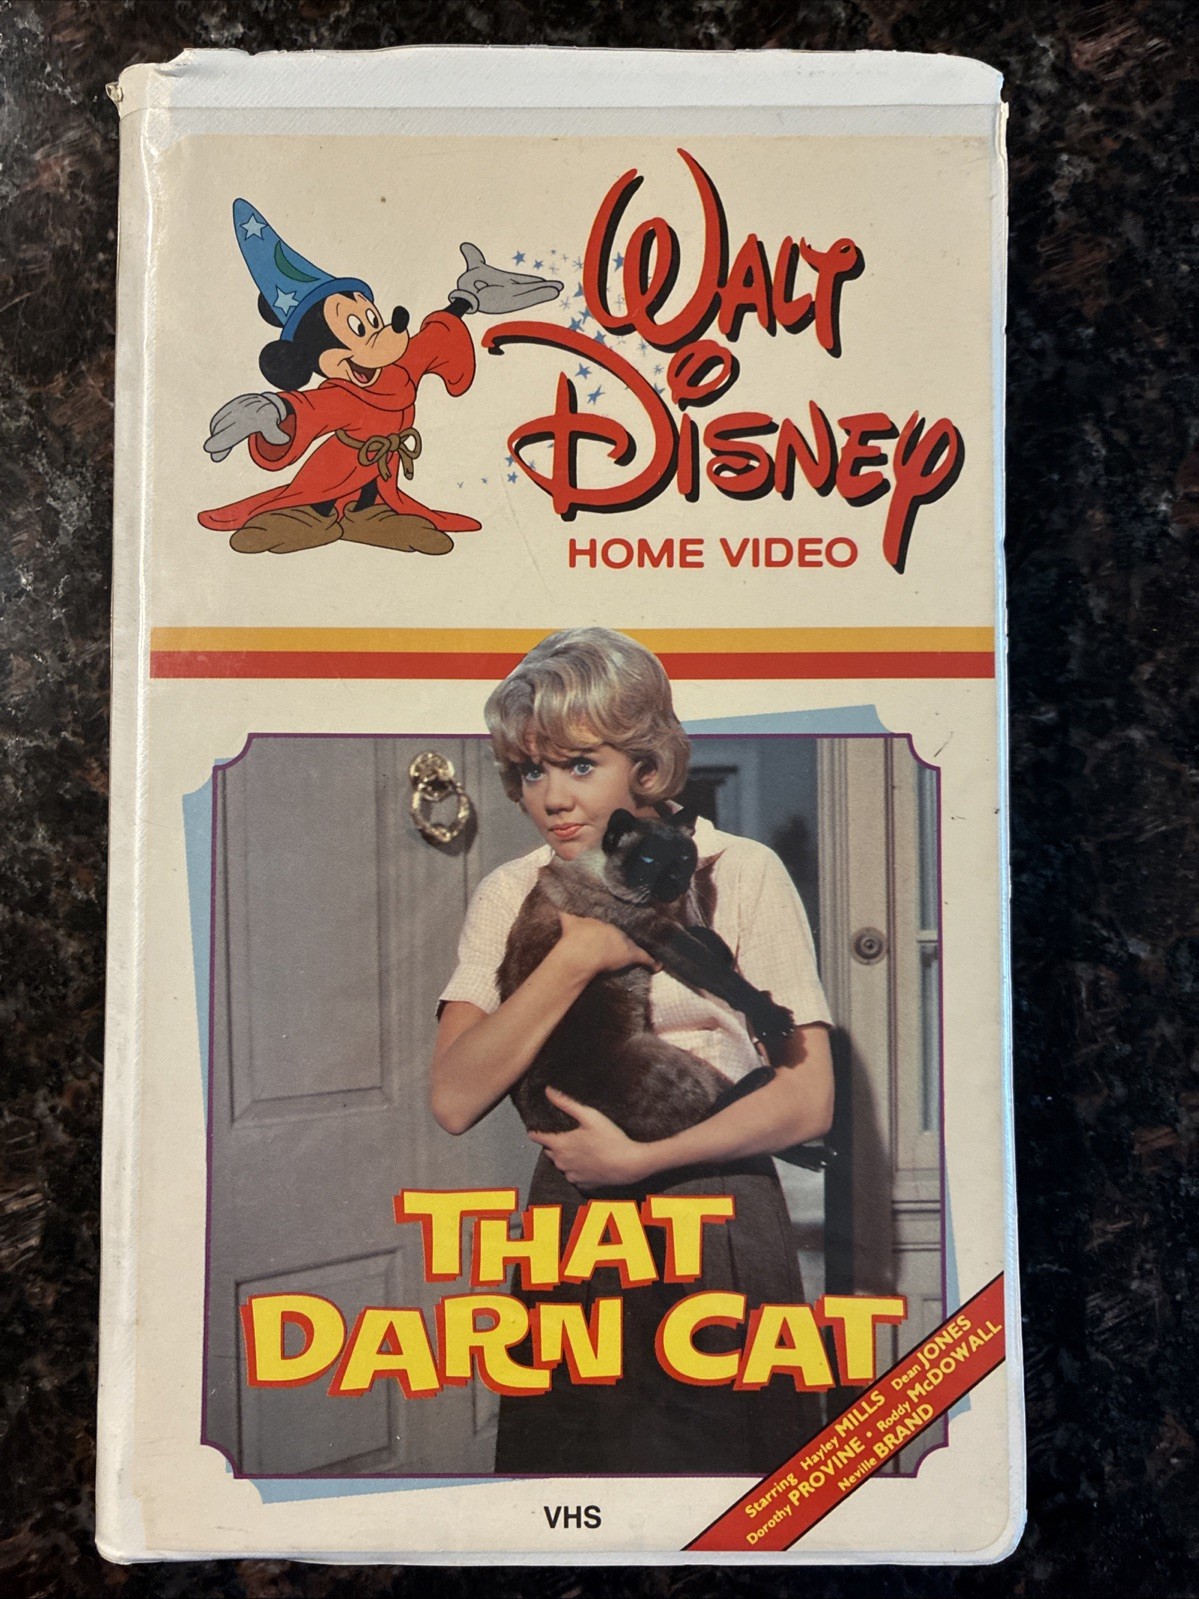 WALT
DISNEY
HOME VIDEO
THAT
DARN CAT
Starring Hayley MILLS Dean JONES
Dorothy PROVINE • Roddy McDOWALL
Neville BRAND
VHS